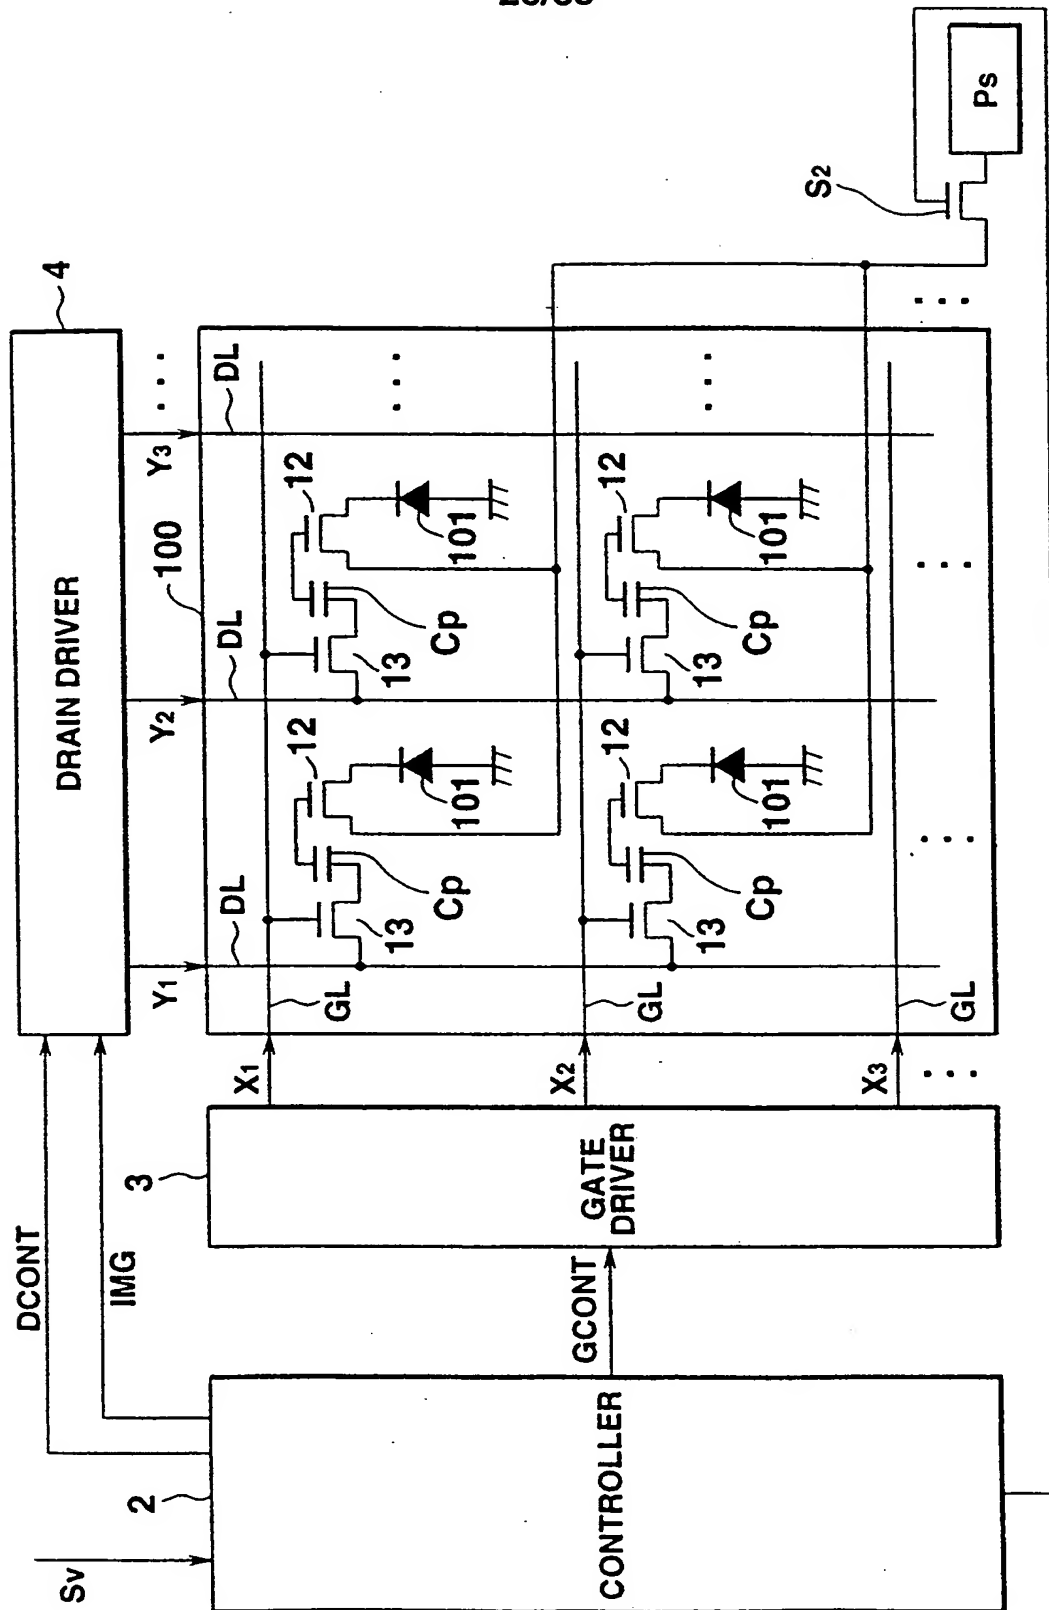 4
DRAIN DRIVER
Y1
Y2
Y3
DL
DL
DL
100
12
12
101
101
Cp
Cp
13
13
GL
12
12
101
101
Cp
Cp
13
13
GL
GL
X1
X2
X3
3
GATE
DRIVER
S2
Ps
DCONT
IMG
GCONT
2
CONTROLLER
Sv